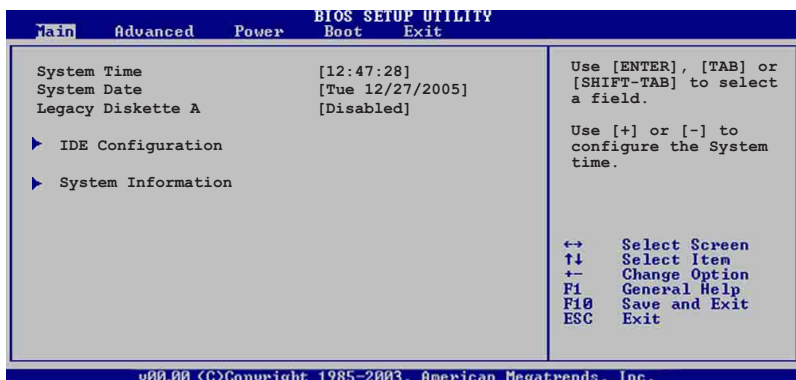 BIOS SETUP UTILITY
Main Advanced Power Boot Exit
System Time [12:47:28]
System Date [Tue 12/27/2005]
Legacy Diskette A [Disabled]
IDE Configuration
System Information
Use [ENTER], [TAB] or
[SHIFT-TAB] to select
a field.
Use [+] or [-] to
configure the System
time.
←→ Select Screen
↑↓ Select Item
+- Change Option
F1 General Help
F10 Save and Exit
ESC Exit
v00.00 (C)Copyright 1985-2003, American Megatrends, Inc.